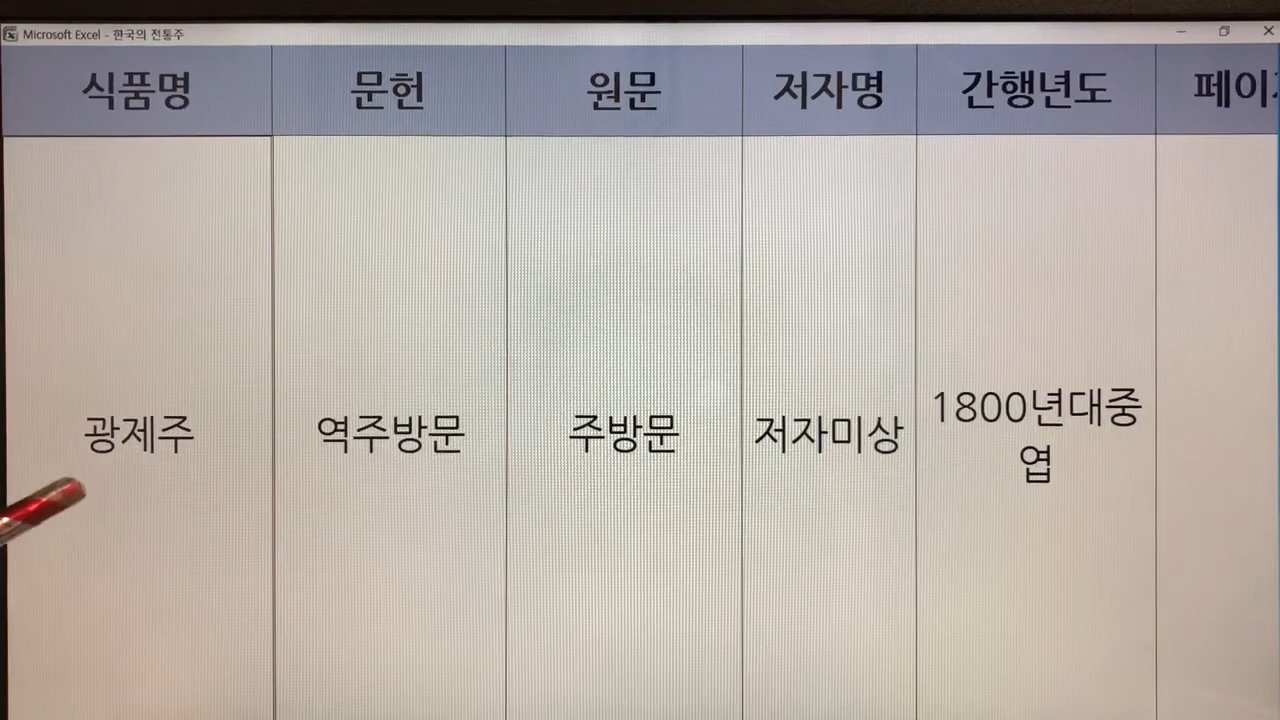 Microsoft Excel - 한국의 전통주
식품명 문헌 원문 저자명 간행년도 페이
광제주 역주방문 주방문 저자미상 1800년대중
엽